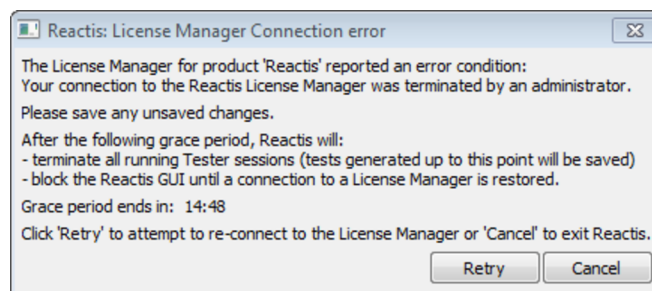 Reactis: License Manager Connection error
The License Manager for product 'Reactis' reported an error condition:
Your connection to the Reactis License Manager was terminated by an administrator.
Please save any unsaved changes.
After the following grace period, Reactis will:
- terminate all running Tester sessions (tests generated up to this point will be saved)
- block the Reactis GUI until a connection to a License Manager is restored.
Grace period ends in: 14:48
Click 'Retry' to attempt to re-connect to the License Manager or 'Cancel' to exit Reactis.
Retry Cancel